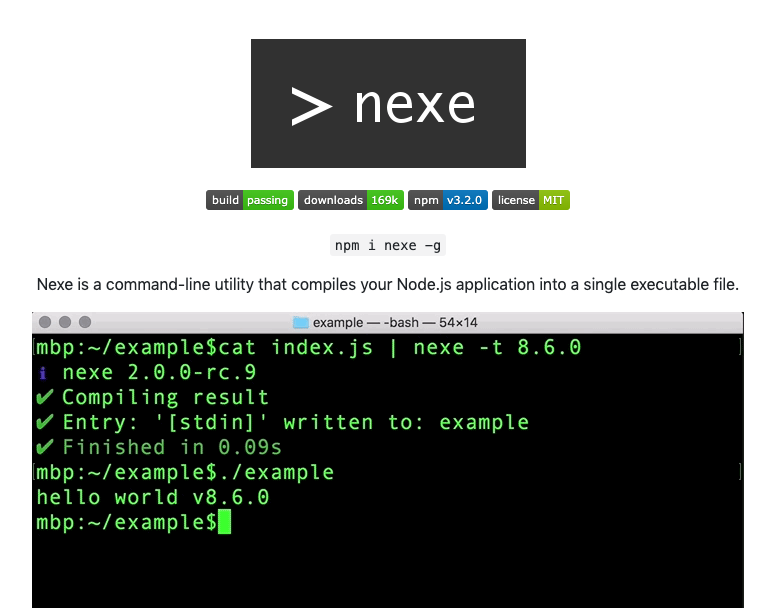 > nexe
build passing downloads 169k npm v3.2.0 license MIT
npm i nexe -g
Nexe is a command-line utility that compiles your Node.js application into a single executable file.
example — -bash — 54×14
mbp:~/example$cat index.js | nexe -t 8.6.0
ℹ nexe 2.0.0-rc.9
✔ Compiling result
✔ Entry: '[stdin]' written to: example
✔ Finished in 0.09s
mbp:~/example$./example
hello world v8.6.0
mbp:~/example$